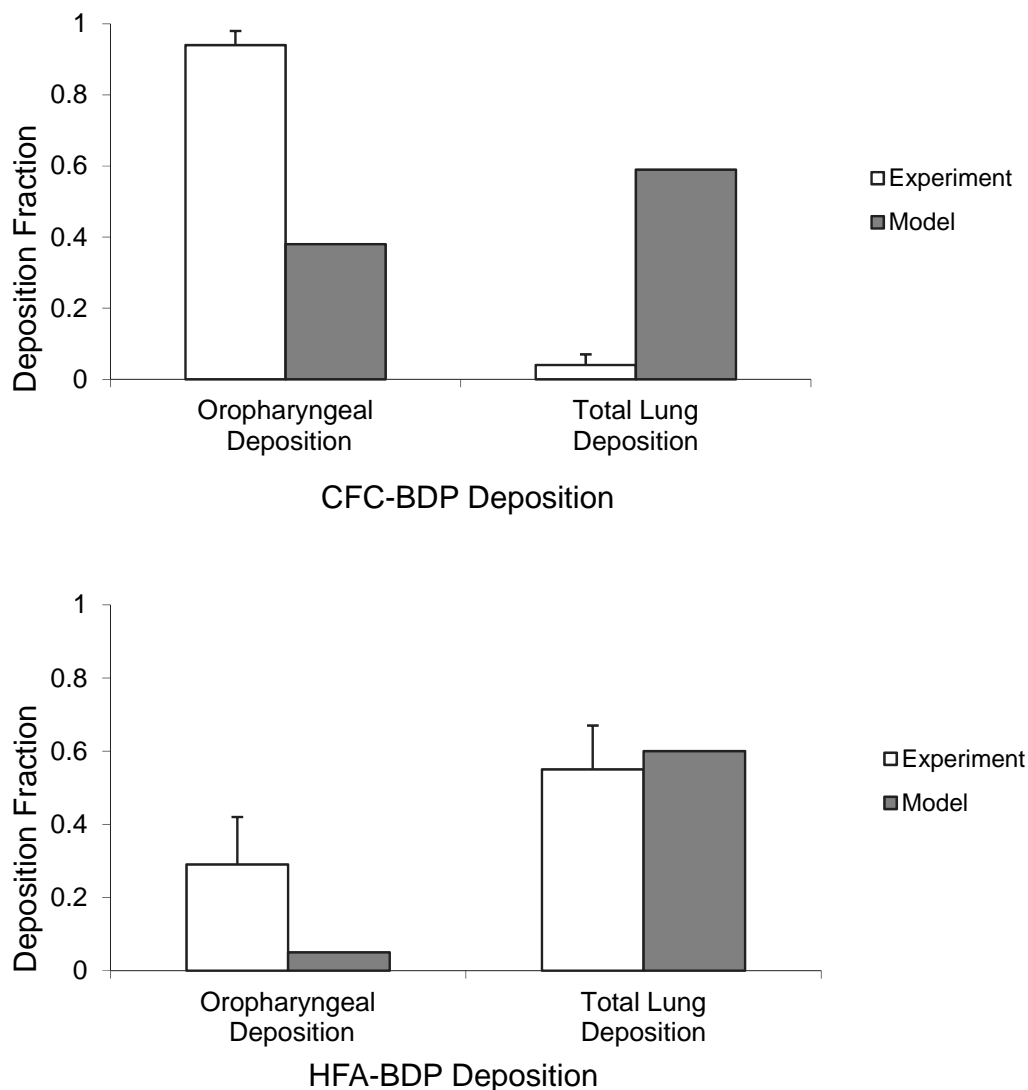 1
0.8
0.6
0.4
0.2
0
Deposition Fraction
Oropharyngeal
Deposition
Total Lung
Deposition
CFC-BDP Deposition
Experiment
Model
1
0.8
0.6
0.4
0.2
0
Deposition Fraction
Oropharyngeal
Deposition
Total Lung
Deposition
HFA-BDP Deposition
Experiment
Model